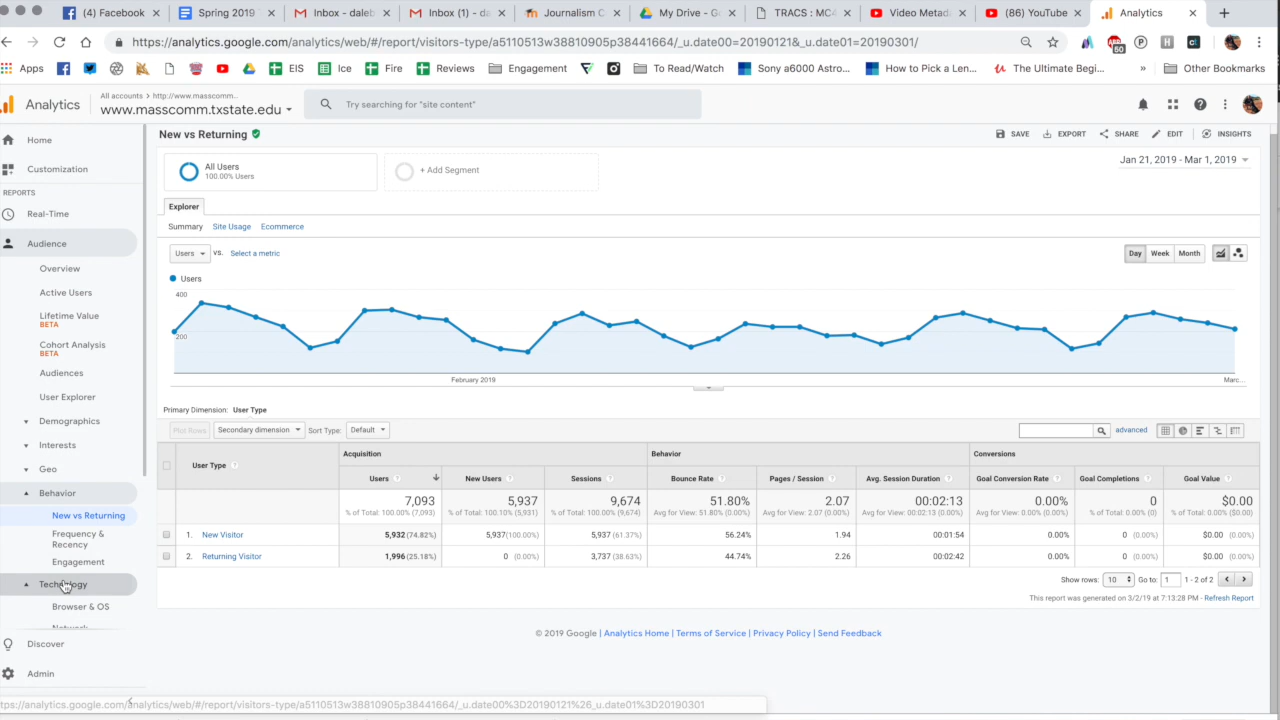 (4) Facebook
Spring 2019
Inbox - daleb
Inbox (1) - da
Journalism C
My Drive - Go
TRACS : MC4
Video Metad
(86) YouTube
Analytics
https://analytics.google.com/analytics/web/#/report/visitors-type/a5110513w38810905p38441664/_u.date00=20190121&_u.date01=20190301/
60
Apps
EIS
Ice
Fire
Reviews
Engagement
To Read/Watch
Sony a6000 Astro...
How to Pick a Len...
The Ultimate Begi...
»
Other Bookmarks
Analytics
All accounts > http://www.masscomm...
www.masscomm.txstate.edu
Try searching for "site content"
Home
Customization
REPORTS
Real-Time
Audience
Overview
Active Users
Lifetime Value
BETA
Cohort Analysis
BETA
Audiences
User Explorer
Demographics
Interests
Geo
Behavior
New vs Returning
Frequency &
Recency
Engagement
Technology
Browser & OS
Network
Discover
Admin
New vs Returning
SAVE
EXPORT
SHARE
EDIT
INSIGHTS
All Users
100.00% Users
+ Add Segment
Jan 21, 2019 - Mar 1, 2019
Explorer
Summary
Site Usage
Ecommerce
Users
VS.
Select a metric
Day
Week
Month
Users
400
200
February 2019
Marc...
Primary Dimension:
User Type
Plot Rows
Secondary dimension
Sort Type:
Default
advanced
User Type
Acquisition
Behavior
Conversions
Users
New Users
Sessions
Bounce Rate
Pages / Session
Avg. Session Duration
Goal Conversion Rate
Goal Completions
Goal Value
7,093
5,937
9,674
51.80%
2.07
00:02:13
0.00%
0
$0.00
% of Total: 100.00% (7,093)
% of Total: 100.10% (5,931)
% of Total: 100.00% (9,674)
Avg for View: 51.80% (0.00%)
Avg for View: 2.07 (0.00%)
Avg for View: 00:02:13 (0.00%)
Avg for View: 0.00% (0.00%)
% of Total: 0.00% (0)
% of Total: 0.00% ($0.00)
1. New Visitor
5,932 (74.82%)
5,937(100.00%)
5,937 (61.37%)
56.24%
1.94
00:01:54
0.00%
0 (0.00%)
$0.00 (0.00%)
2. Returning Visitor
1,996 (25.18%)
0 (0.00%)
3,737 (38.63%)
44.74%
2.26
00:02:42
0.00%
0 (0.00%)
$0.00 (0.00%)
Show rows: 10 Go to: 1 1 - 2 of 2
This report was generated on 3/2/19 at 7:13:28 PM - Refresh Report
© 2019 Google | Analytics Home | Terms of Service | Privacy Policy | Send Feedback
ttps://analytics.google.com/analytics/web/#/report/visitors-type/a5110513w38810905p38441664/_u.date00%3D20190121%26_u.date01%3D20190301